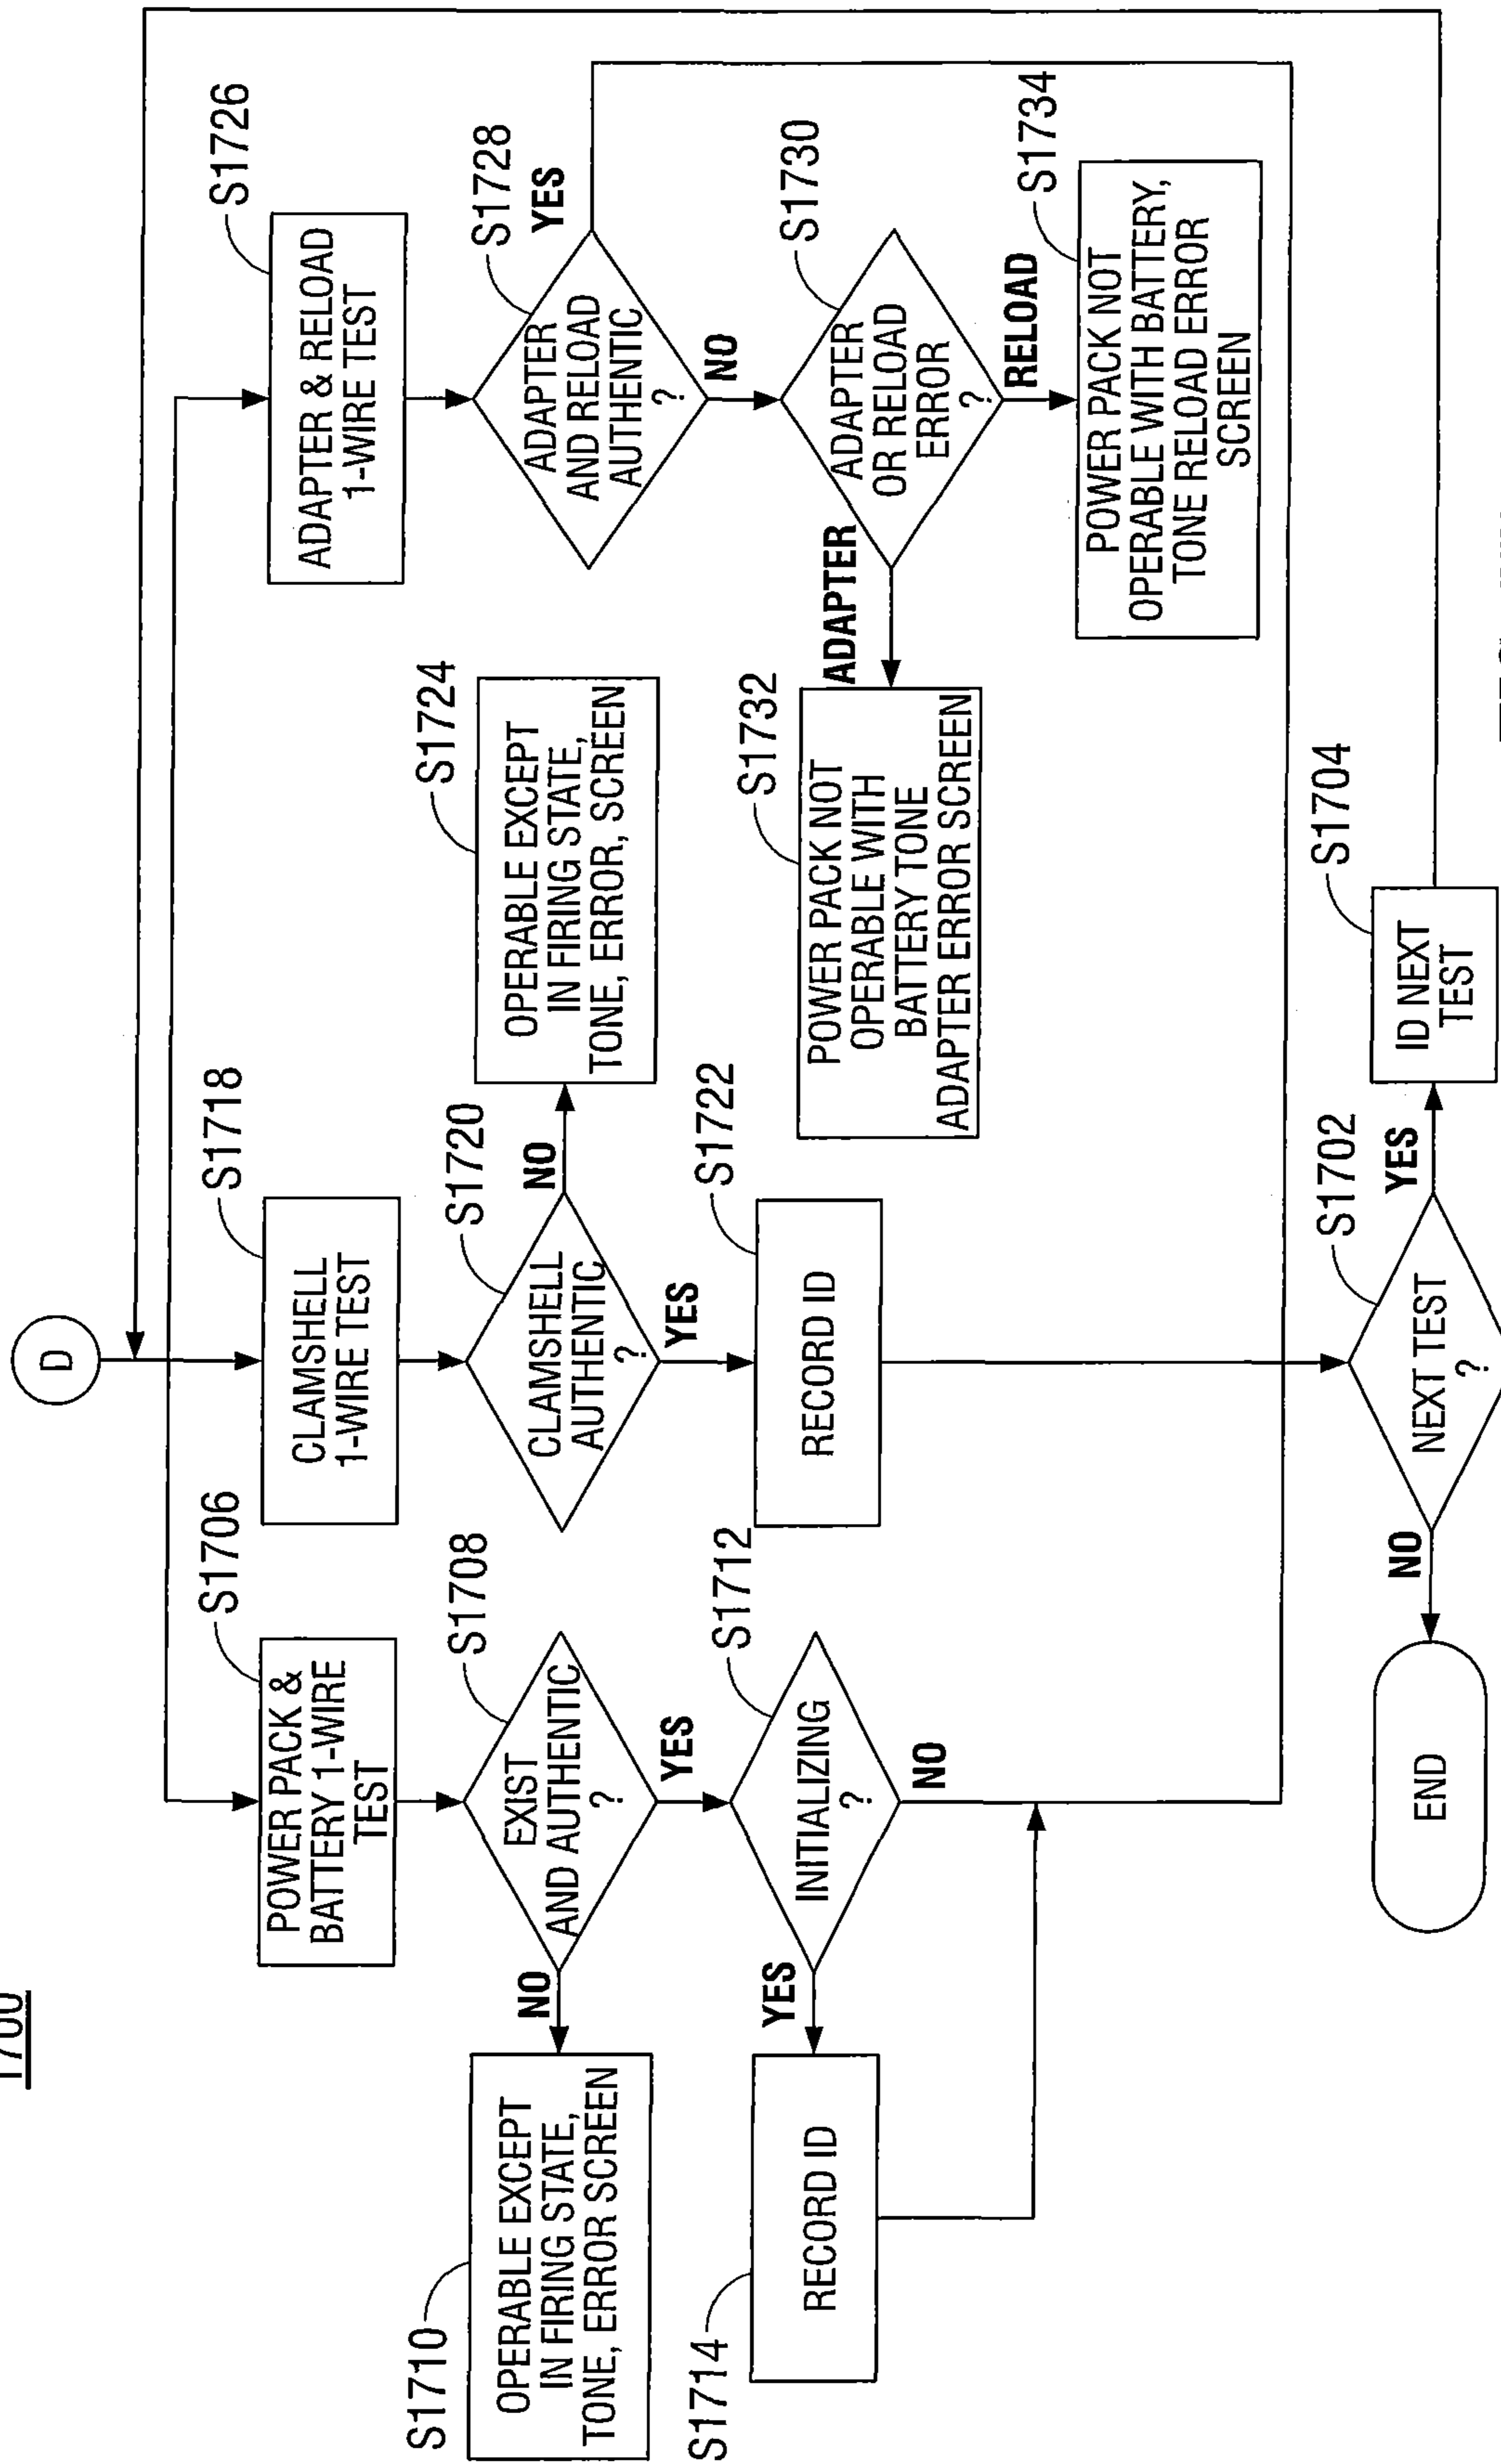 1700
D
S1706
POWER PACK &
BATTERY 1-WIRE
TEST
S1708
EXIST
AND AUTHENTIC
?
NO
YES
S1710
OPERABLE EXCEPT
IN FIRING STATE,
TONE, ERROR SCREEN
S1712
INITIALIZING
?
YES
NO
S1714
RECORD ID
S1718
CLAMSHELL
1-WIRE TEST
S1720
CLAMSHELL
AUTHENTIC
?
NO
YES
S1724
OPERABLE EXCEPT
IN FIRING STATE,
TONE, ERROR, SCREEN
S1722
RECORD ID
S1726
ADAPTER & RELOAD
1-WIRE TEST
S1728
ADAPTER
AND RELOAD
AUTHENTIC
?
YES
NO
S1730
ADAPTER
OR RELOAD
ERROR
?
ADAPTER
RELOAD
S1732
POWER PACK NOT
OPERABLE WITH
BATTERY TONE
ADAPTER ERROR SCREEN
S1734
POWER PACK NOT
OPERABLE WITH BATTERY,
TONE RELOAD ERROR
SCREEN
S1702
NEXT TEST
?
NO
YES
S1704
ID NEXT
TEST
END